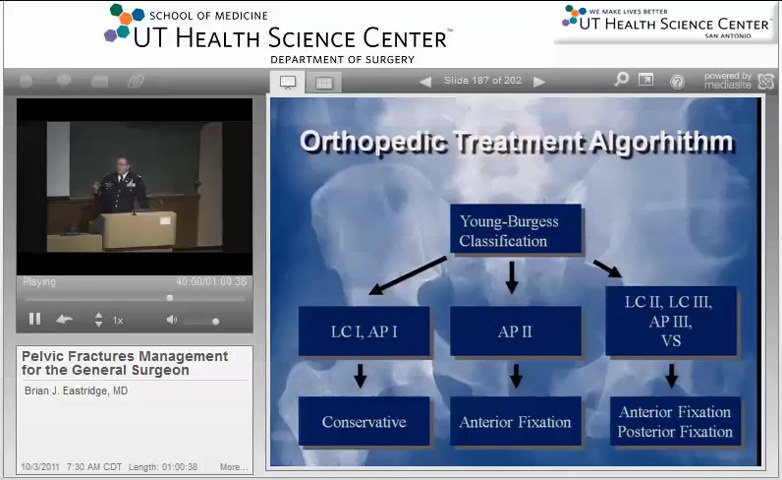 SCHOOL OF MEDICINE
UT HEALTH SCIENCE CENTER™
DEPARTMENT OF SURGERY
WE MAKE LIVES BETTER
UT HEALTH SCIENCE CENTER™
SAN ANTONIO
Slide 187 of 202
powered by
mediasite
Playing
40:00/01:00:38
1x
Pelvic Fractures Management
for the General Surgeon
Brian J. Eastridge, MD
10/3/2011 7:30 AM CDT Length: 01:00:38 More...
Orthopedic Treatment Algorhithm
Young-Burgess
Classification
LC I, AP I
AP II
LC II, LC III,
AP III,
VS
Conservative
Anterior Fixation
Anterior Fixation
Posterior Fixation